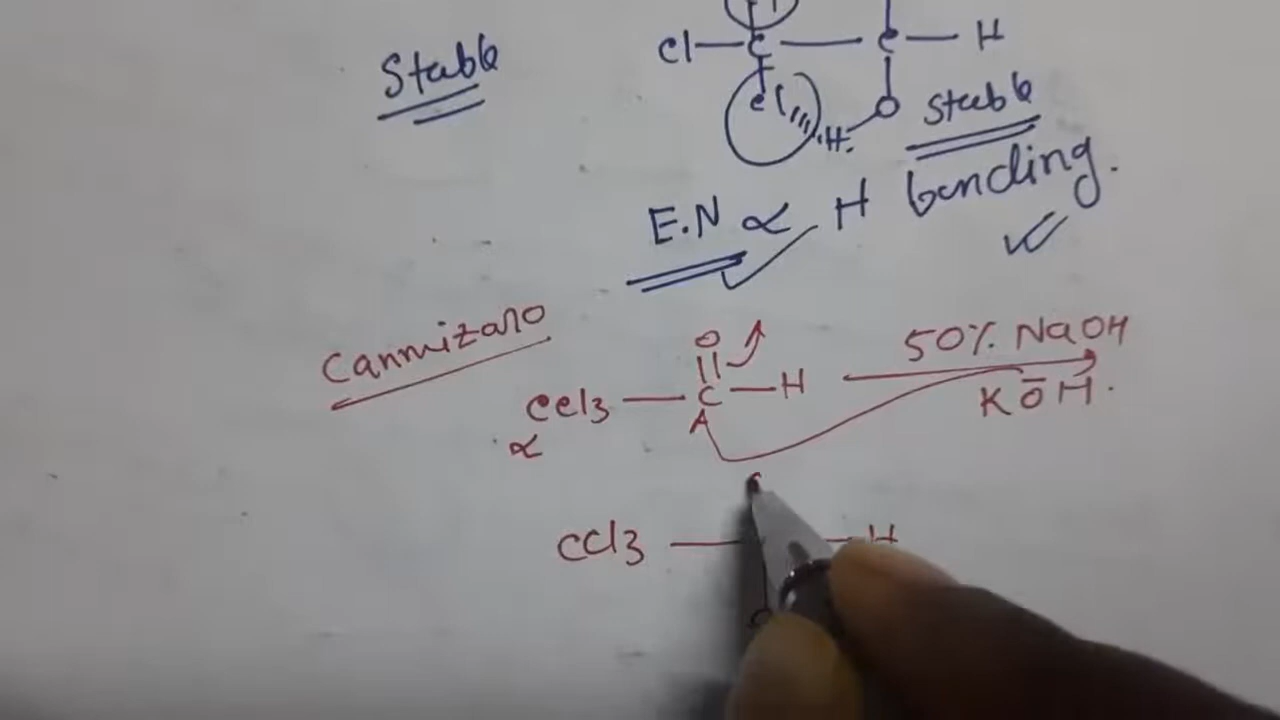 Cl—C—C—H
Stable
Cl H O
Stable
E.N ∝ H bonding.
Cannizaro
O
CCl3—C—H
50% NaOH
KOH.
α
CCl3 — H